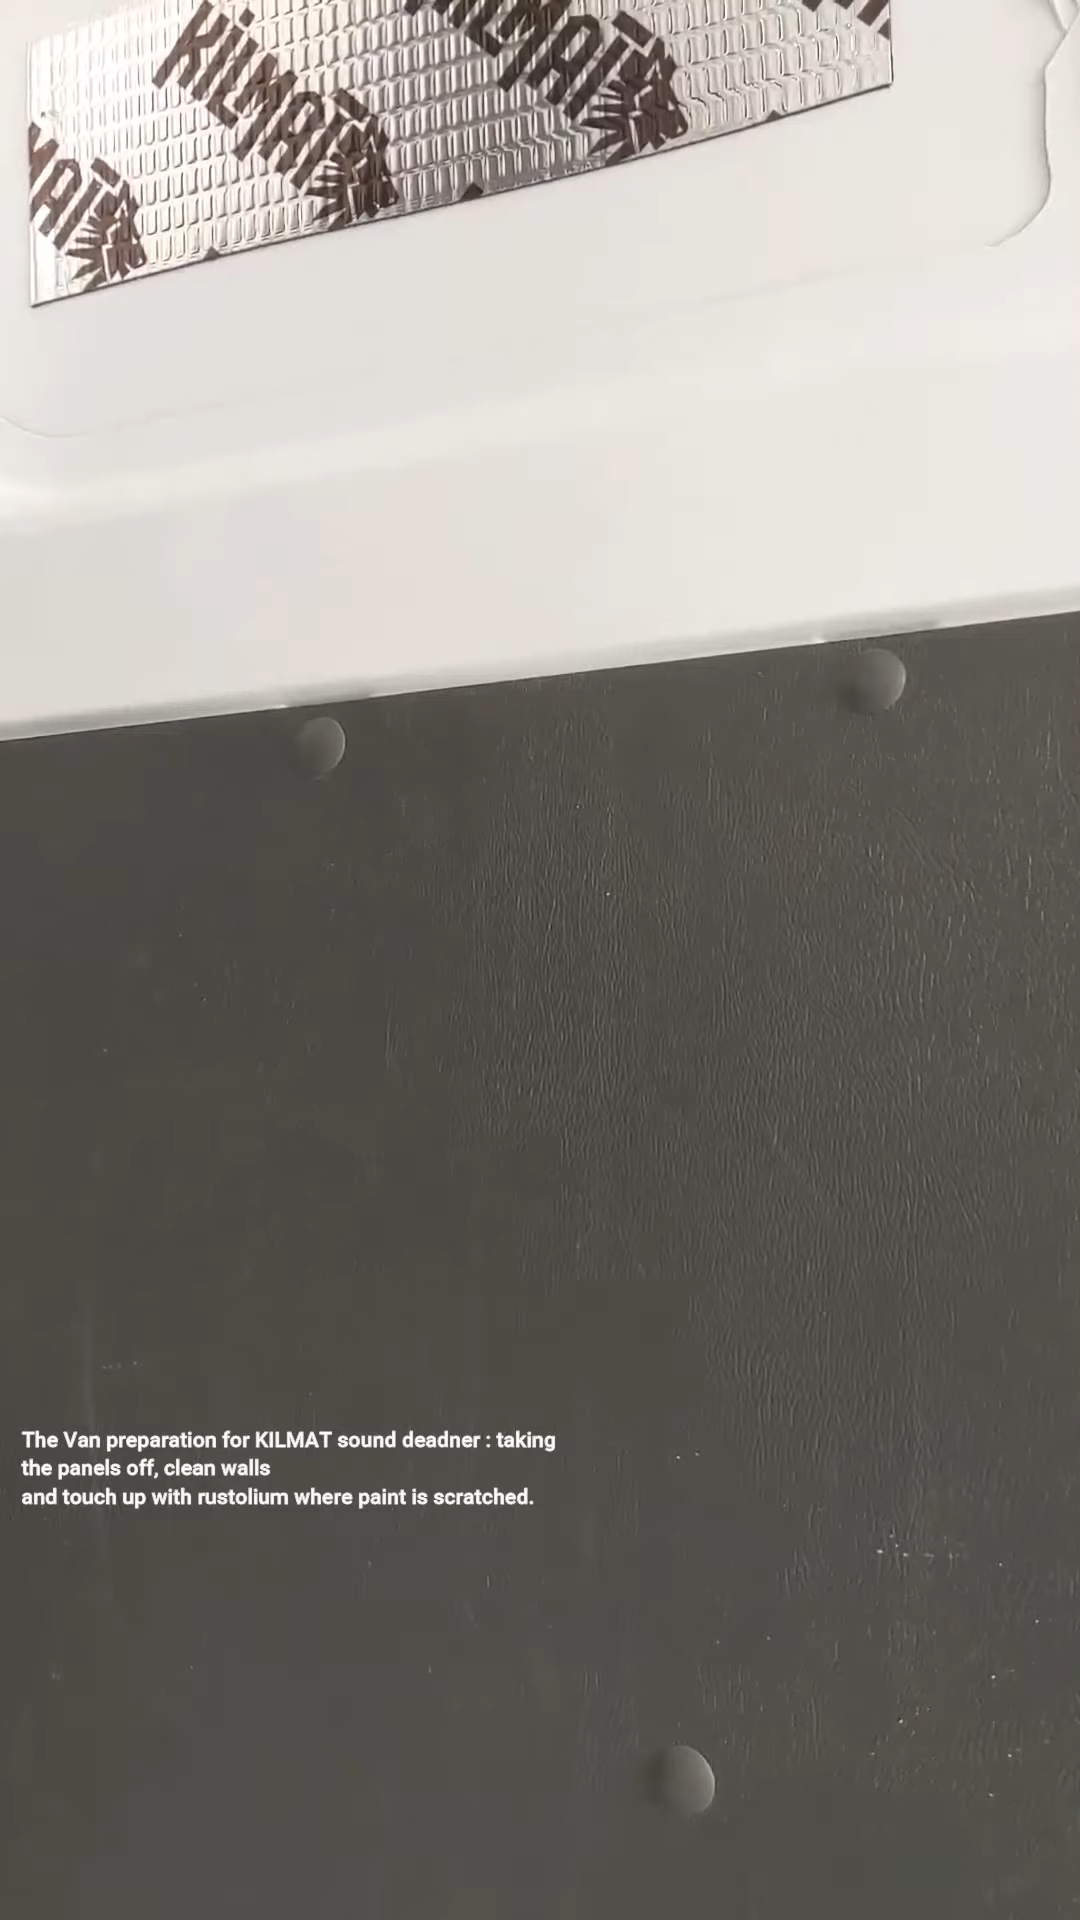 KiLMAT
KiLMAT
MAT
The Van preparation for KILMAT sound deadner : taking
the panels off, clean walls
and touch up with rustolium where paint is scratched.